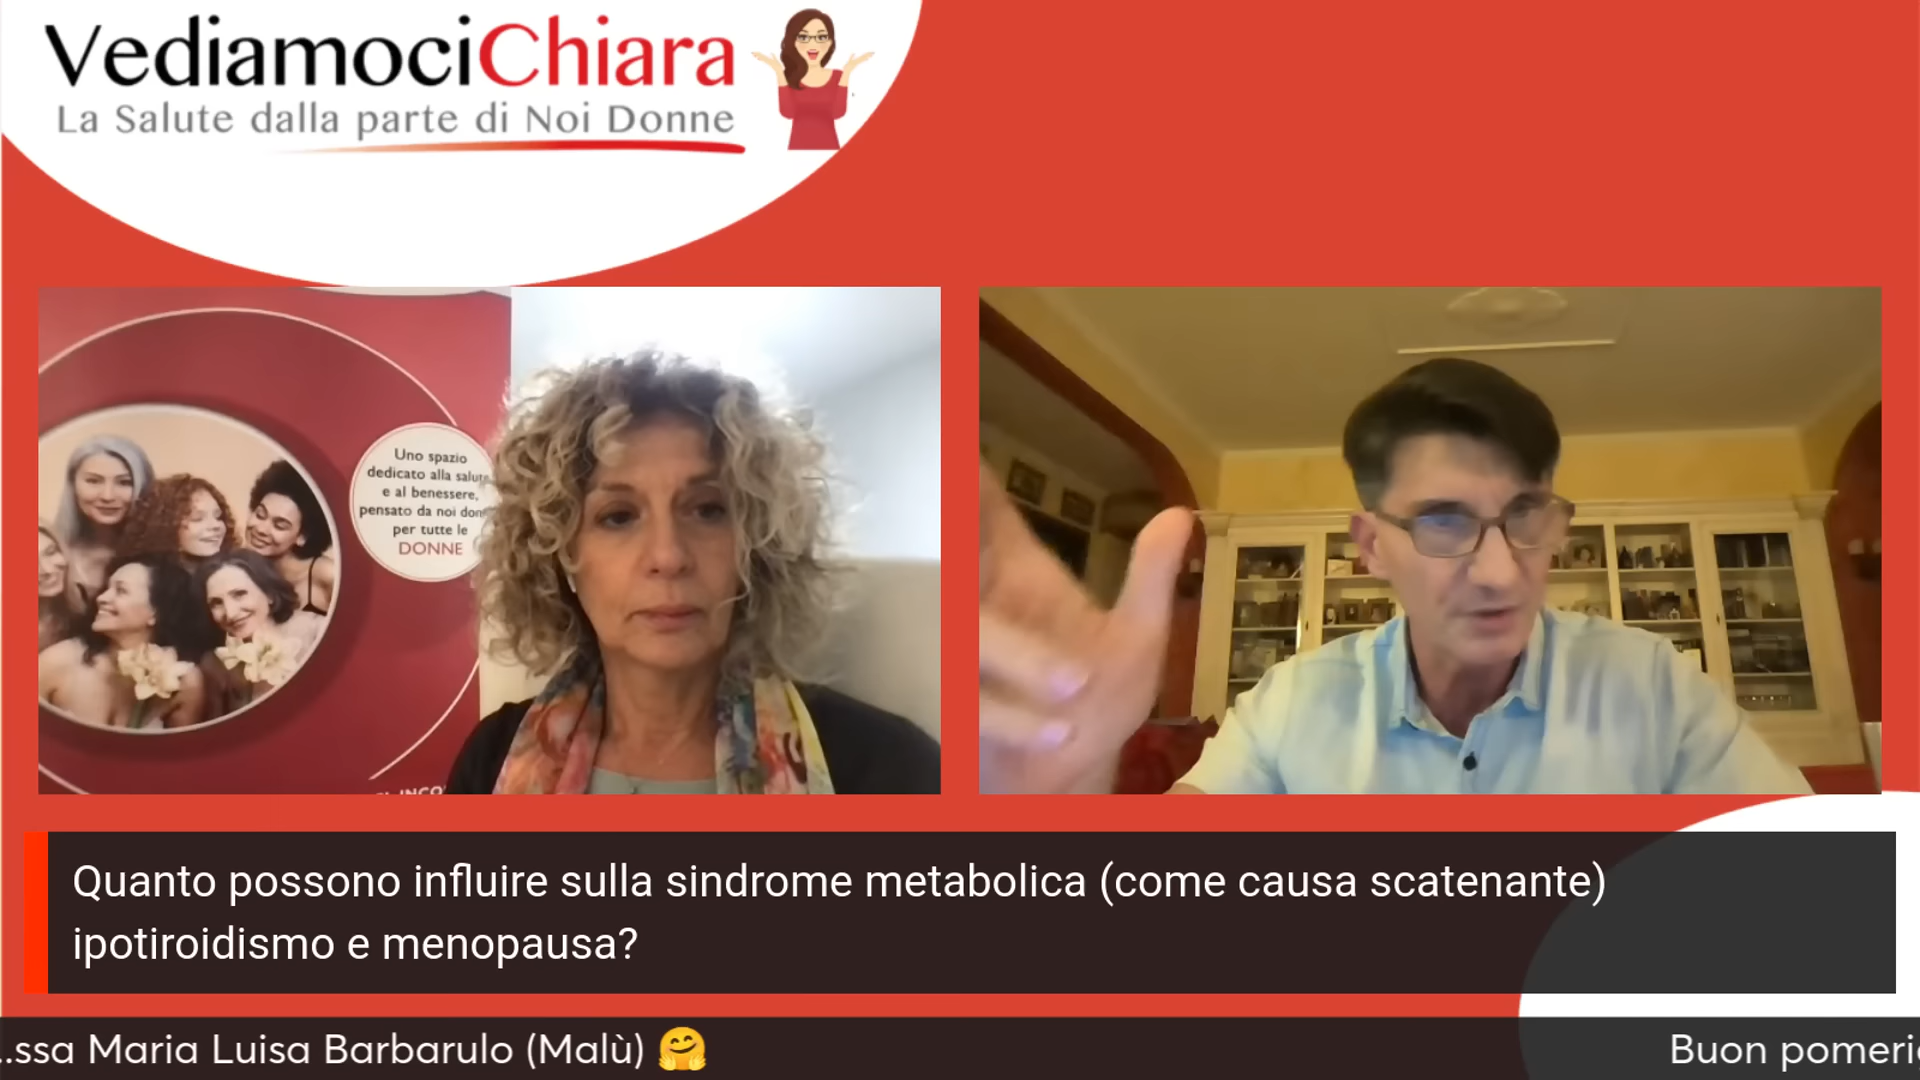 VediamociChiara
La Salute dalla parte di Noi Donne
Uno spazio
dedicato alla salute
e al benessere,
pensato da noi
per tutte le
DONNE
Quanto possono influire sulla sindrome metabolica (come causa scatenante)
ipotiroidismo e menopausa?
..ssa Maria Luisa Barbarulo (Malù) 🤗
Buon